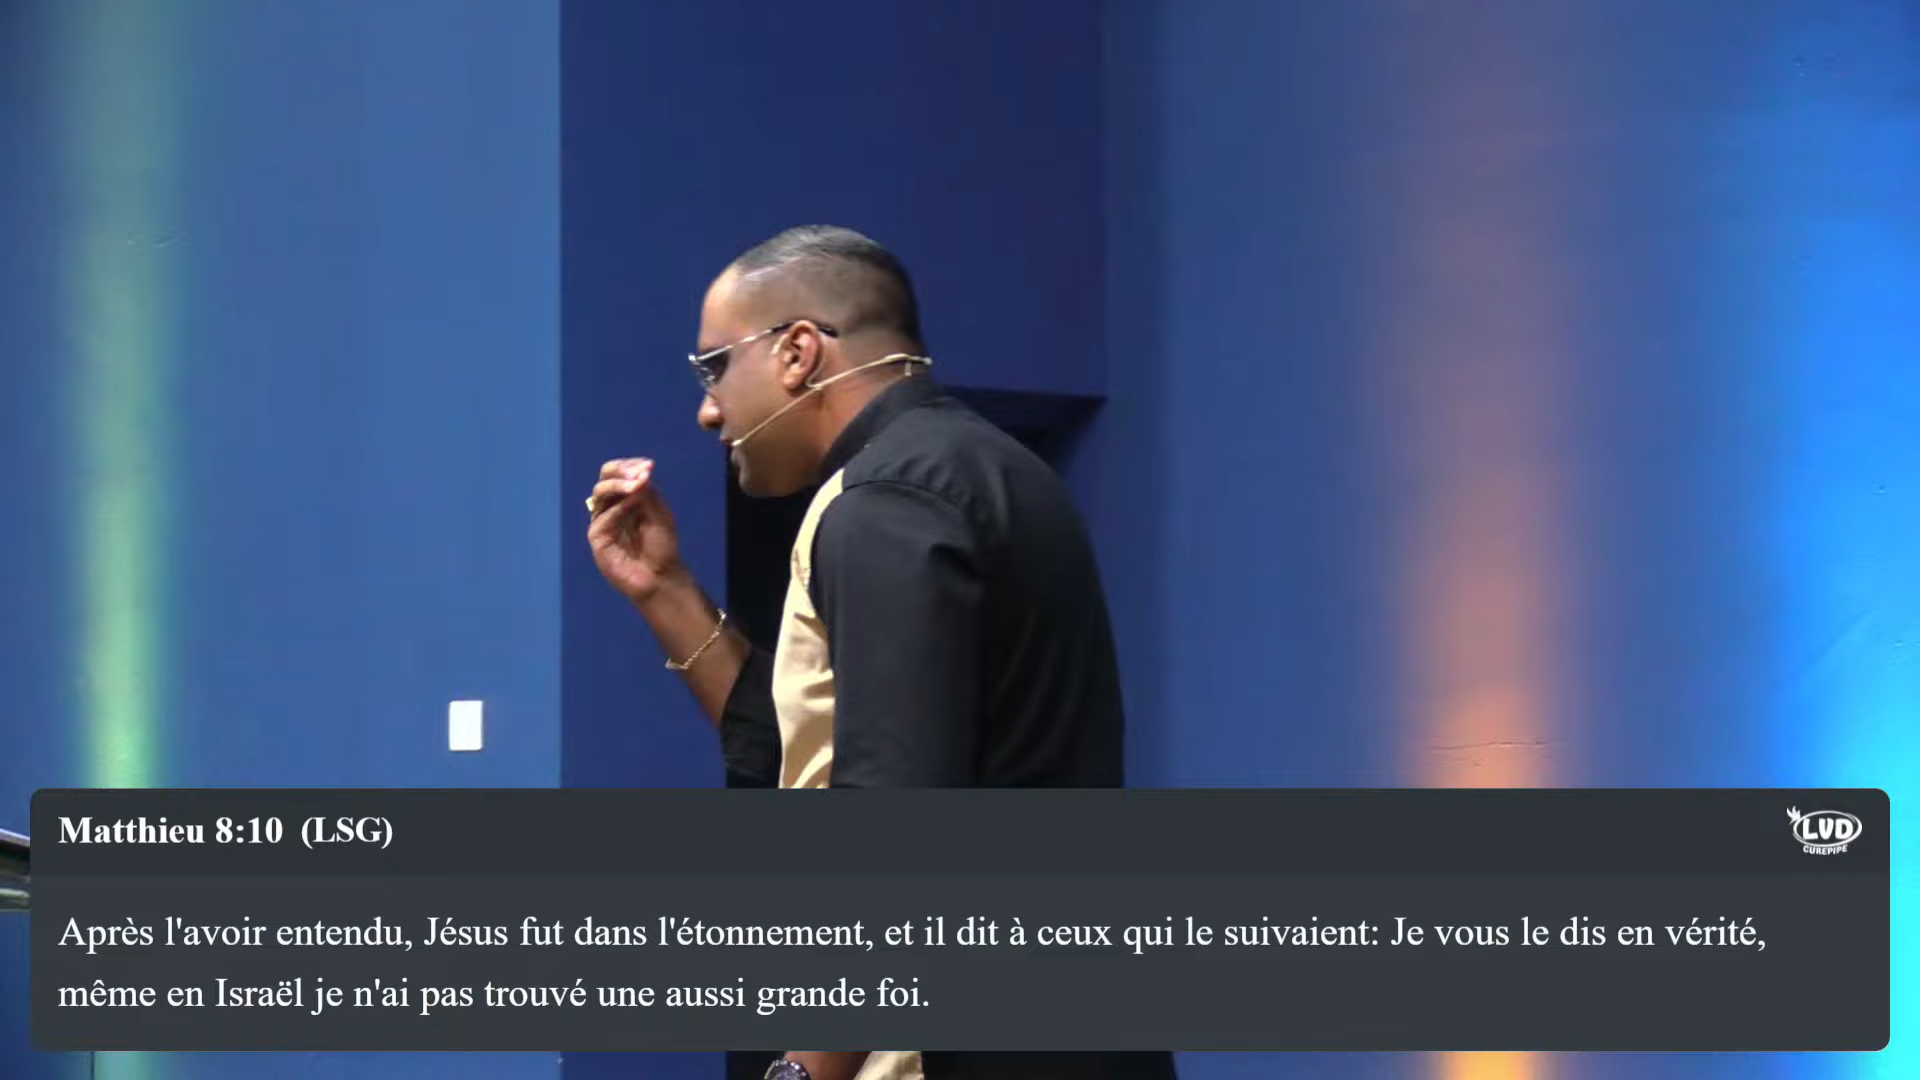 Matthieu 8:10 (LSG)
LVD
CUREPIPE
Après l'avoir entendu, Jésus fut dans l'étonnement, et il dit à ceux qui le suivaient: Je vous le dis en vérité,
même en Israël je n'ai pas trouvé une aussi grande foi.